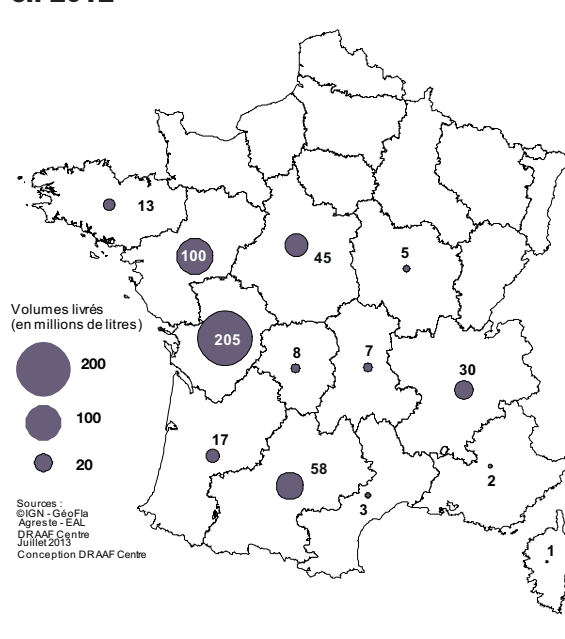 en 2012
13
100
45
5
Volumes livrés
(en millions de litres)
200
100
20
205
8
7
30
17
58
2
3
1
Sources :
©IGN - GéoFla
Agreste - EAL
DRAAF Centre
Juillet 2013
Conception DRAAF Centre